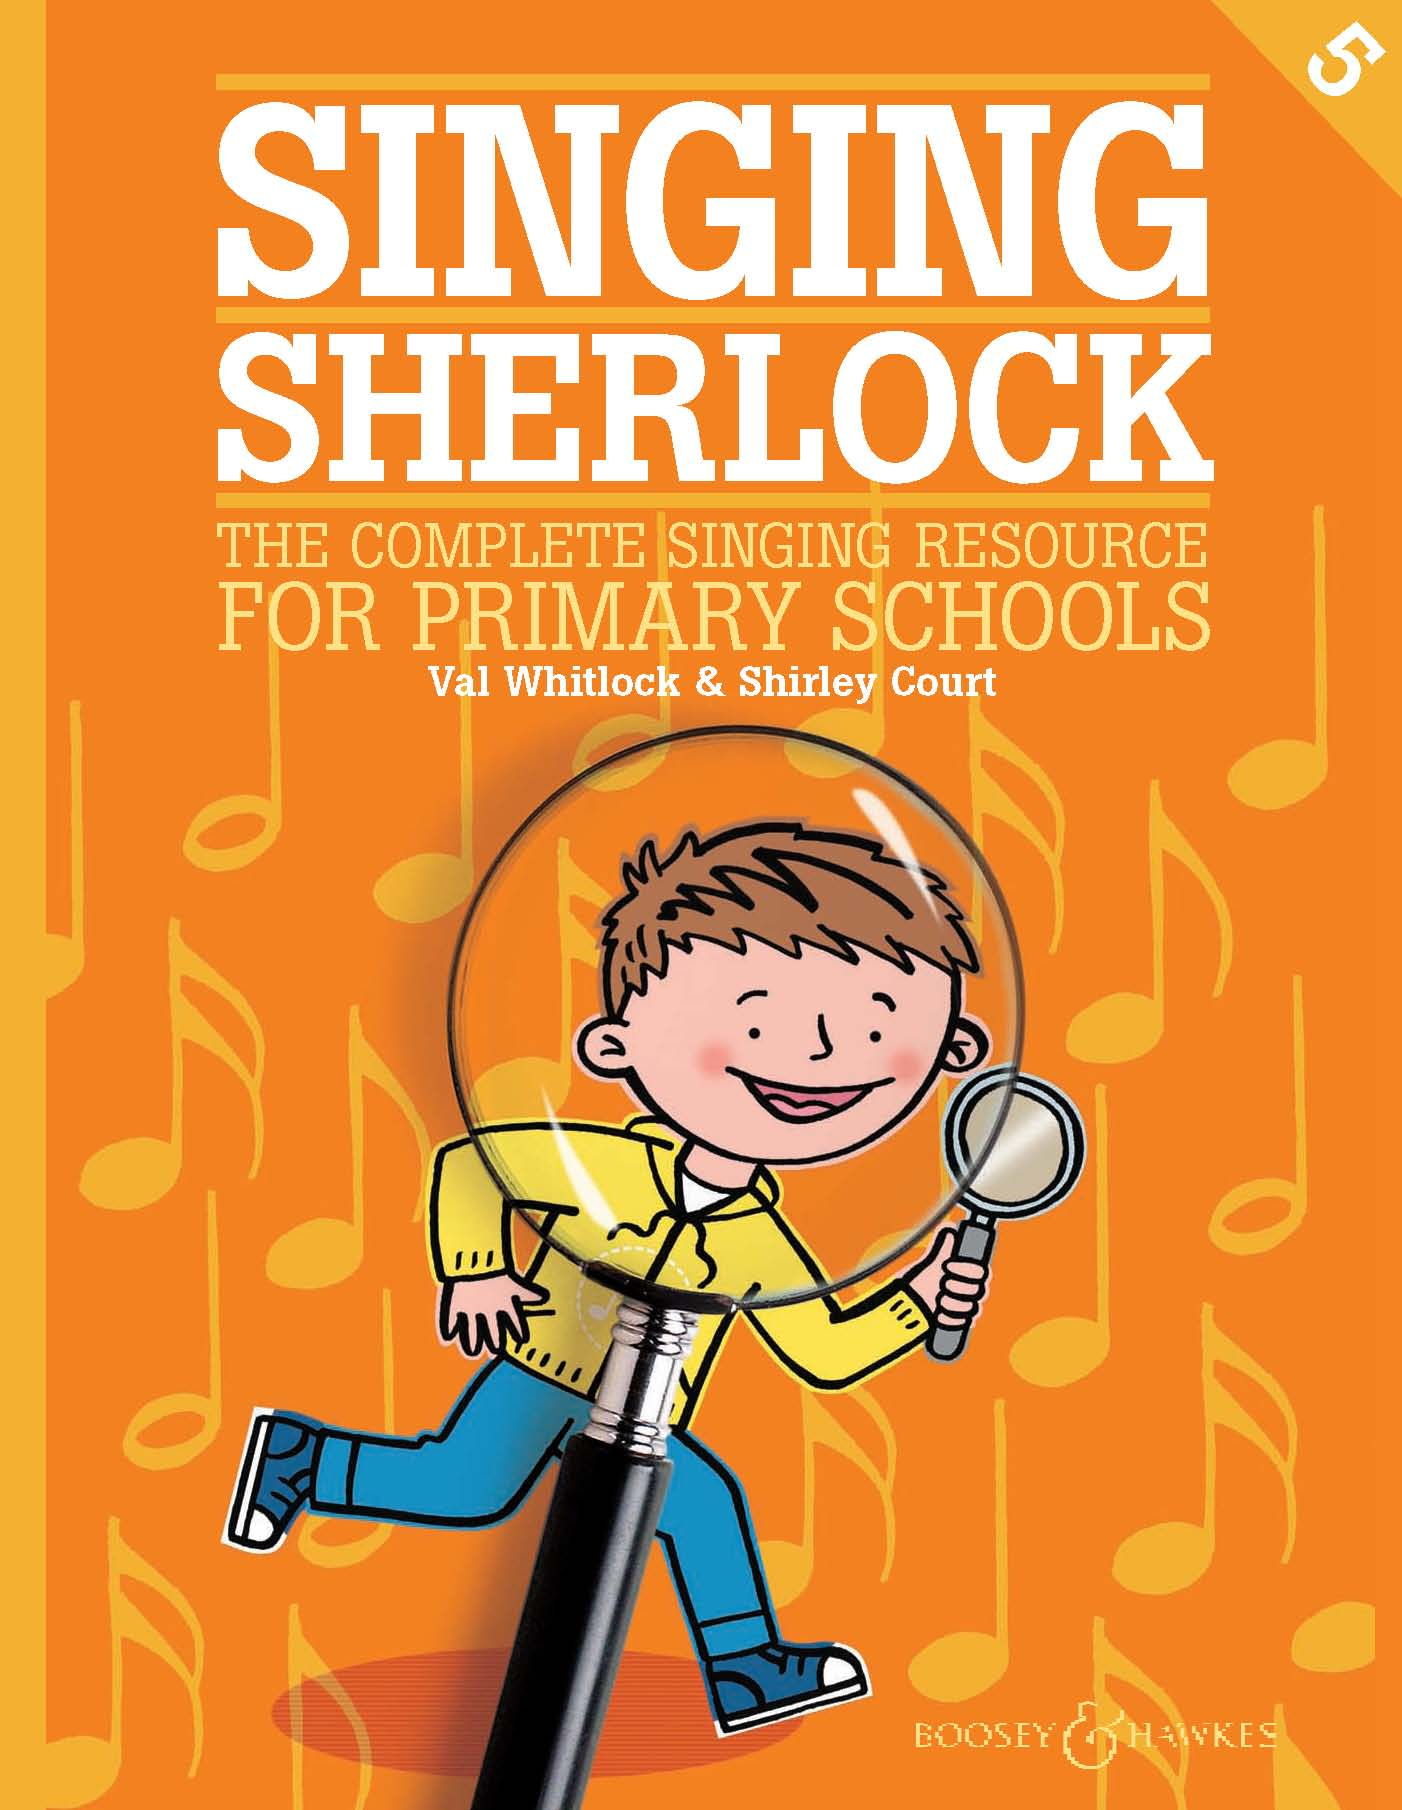 5
SINGING
SHERLOCK
THE COMPLETE SINGING RESOURCE
FOR PRIMARY SCHOOLS
Val Whitlock & Shirley Court
BOOSEY & HAWKES